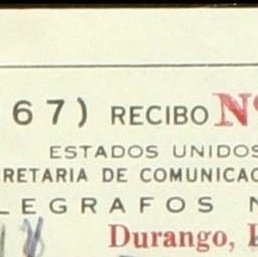 67) RECIBO Nº
ESTADOS UNIDOS
RETARIA DE COMUNICAC
LEGRAFOS N
Durango,